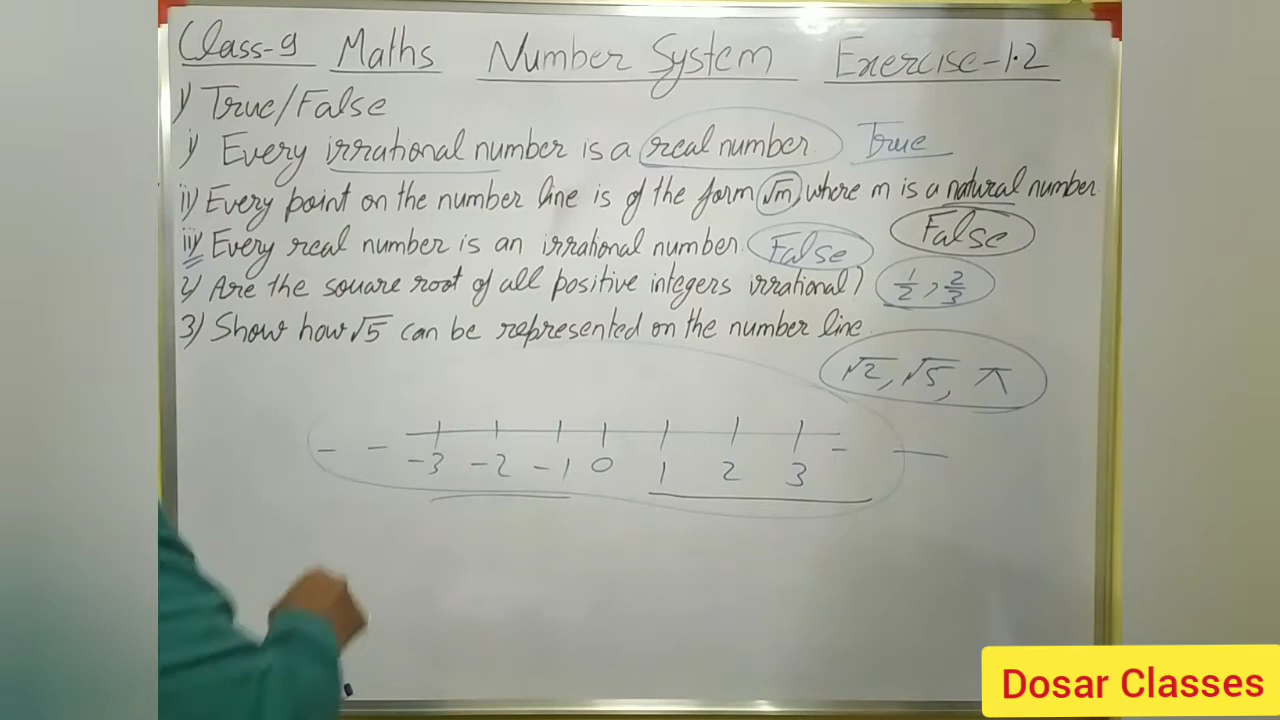 Class-9 Maths Number System Exercise-1.2
1) True/False
i) Every irrational number is a real number True
ii) Every point on the number line is of the form √m, where m is a natural number
False
iii) Every real number is an irrational number. False
2) Are the square root of all positive integers irrational? 1/2, 2/3
3) Show how √5 can be represented on the number line.
√2, √5, π
-3 -2 -1 0 1 2 3
Dosar Classes